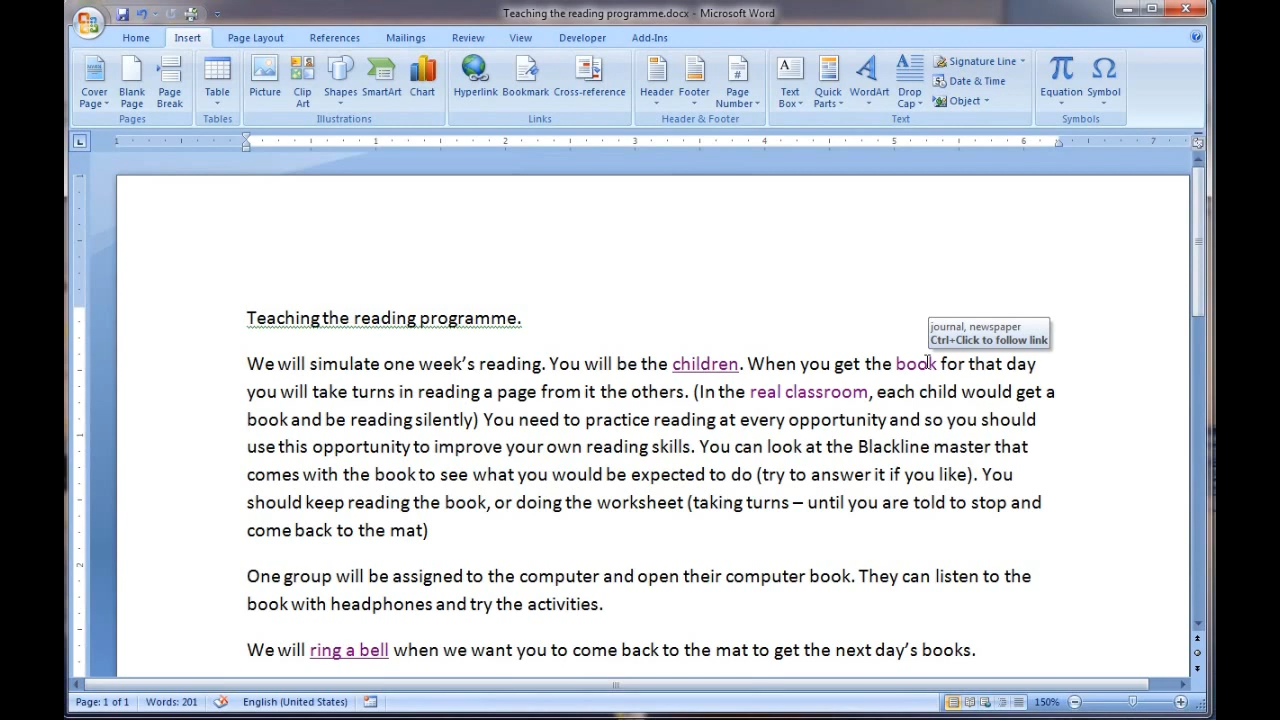 Teaching the reading programme.docx - Microsoft Word
Home Insert Page Layout References Mailings Review View Developer Add-Ins
Cover Page Blank Page Page Break Table Picture Clip Art Shapes SmartArt Chart Hyperlink Bookmark Cross-reference Header Footer Page Number Text Box Quick Parts WordArt Drop Cap Signature Line Date & Time Object Equation Symbol
Pages Tables Illustrations Links Header & Footer Text Symbols
1 1 2 3 4 5 6 7
Teaching the reading programme.
journal, newspaper
Ctrl+Click to follow link
We will simulate one week's reading. You will be the children. When you get the book for that day
you will take turns in reading a page from it the others. (In the real classroom, each child would get a
book and be reading silently) You need to practice reading at every opportunity and so you should
use this opportunity to improve your own reading skills. You can look at the Blackline master that
comes with the book to see what you would be expected to do (try to answer it if you like). You
should keep reading the book, or doing the worksheet (taking turns – until you are told to stop and
come back to the mat)
One group will be assigned to the computer and open their computer book. They can listen to the
book with headphones and try the activities.
We will ring a bell when we want you to come back to the mat to get the next day's books.
Page: 1 of 1 Words: 201 English (United States) 150%